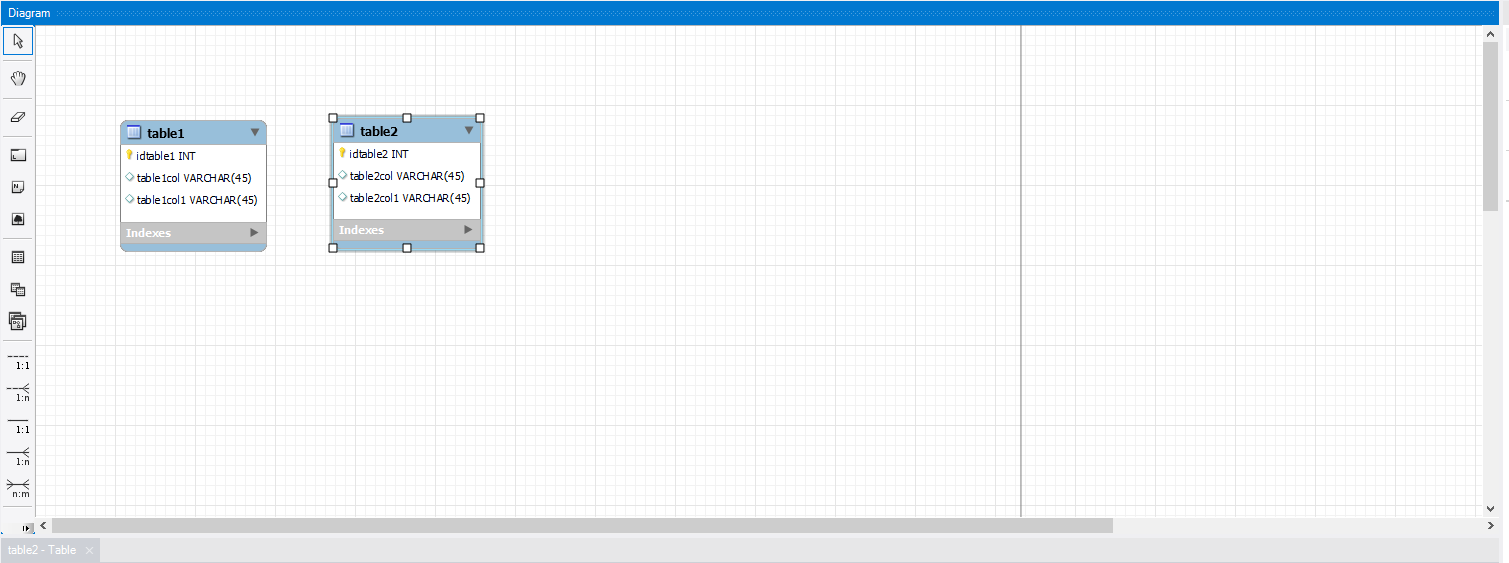 Diagram
table1
idtable1 INT
table1col VARCHAR(45)
table1col1 VARCHAR(45)
Indexes
table2
idtable2 INT
table2col VARCHAR(45)
table2col1 VARCHAR(45)
Indexes
1:1
1:n
1:1
1:n
n:m
table2 - Table